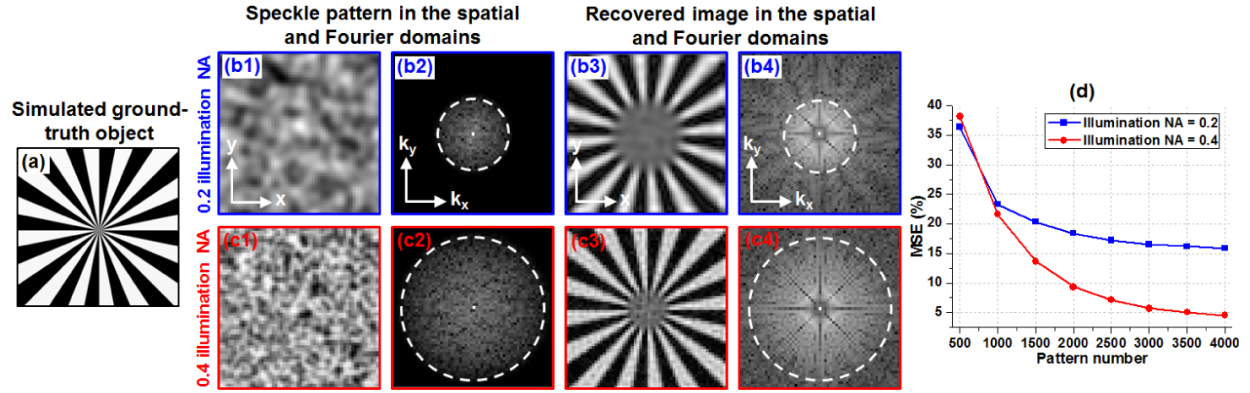 Speckle pattern in the spatial
and Fourier domains
Recovered image in the spatial
and Fourier domains
Simulated ground-
truth object
(a)
0.2 illumination NA
(b1)
y
x
(b2)
ky
kx
(b3)
y
x
(b4)
ky
kx
0.4 illumination NA
(c1)
(c2)
(c3)
(c4)
(d)
Illumination NA = 0.2
Illumination NA = 0.4
MSE (%)
40
35
30
25
20
15
10
5
500 1000 1500 2000 2500 3000 3500 4000
Pattern number